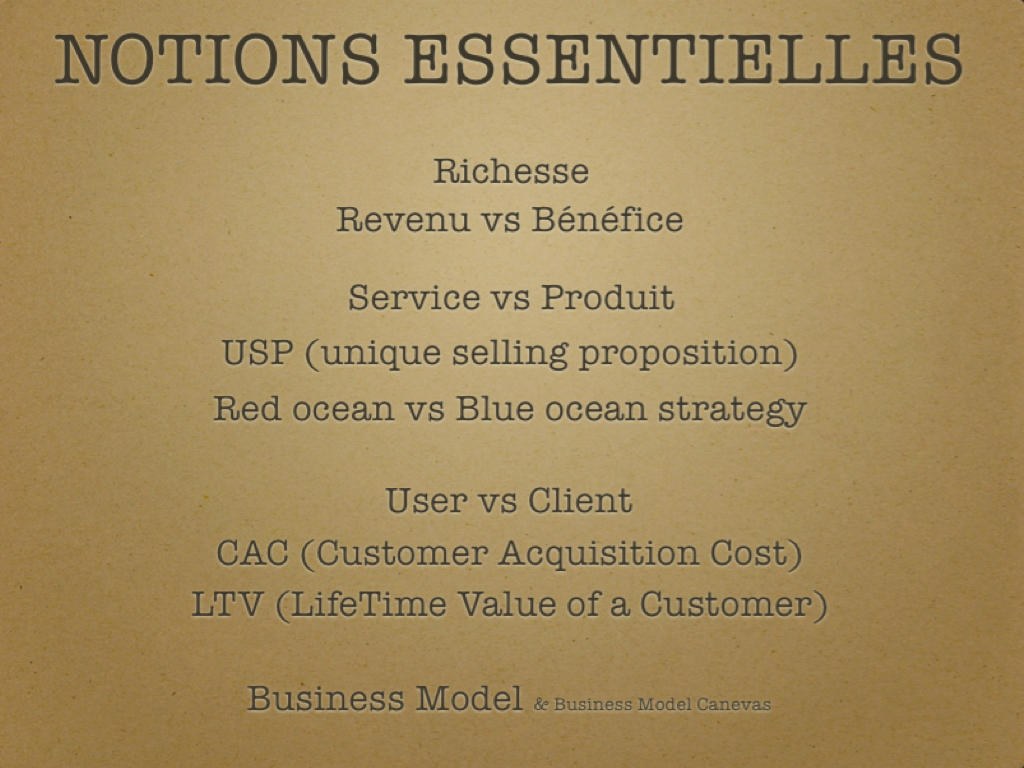 NOTIONS ESSENTIELLES
Richesse
Revenu vs Bénéfice
Service vs Produit
USP (unique selling proposition)
Red ocean vs Blue ocean strategy
User vs Client
CAC (Customer Acquisition Cost)
LTV (LifeTime Value of a Customer)
Business Model & Business Model Canevas